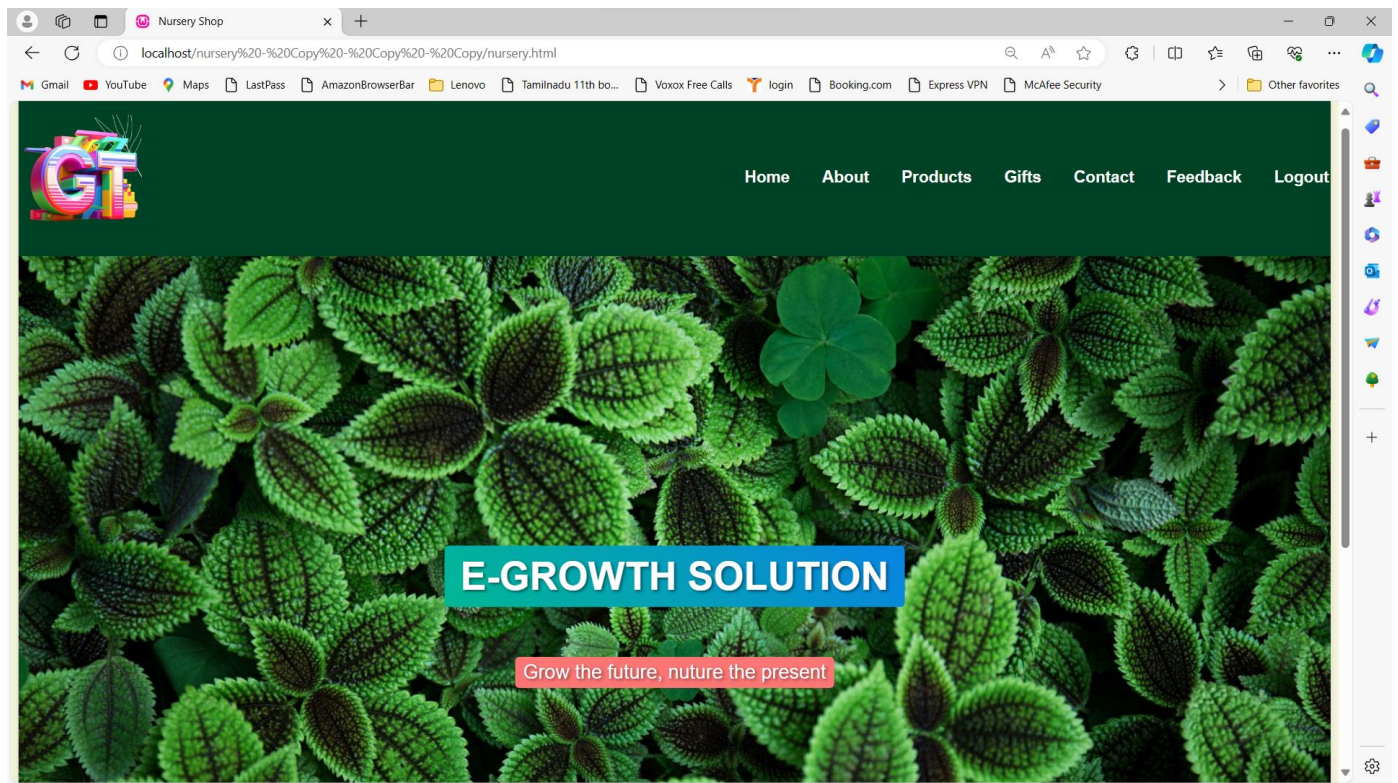 Nursery Shop
localhost/nursery%20-%20Copy%20-%20Copy%20-%20Copy/nursery.html
Gmail YouTube Maps LastPass AmazonBrowserBar Lenovo Tamilnadu 11th bo... Voxox Free Calls login Booking.com Express VPN McAfee Security Other favorites
GT
Home About Products Gifts Contact Feedback Logout
E-GROWTH SOLUTION
Grow the future, nuture the present